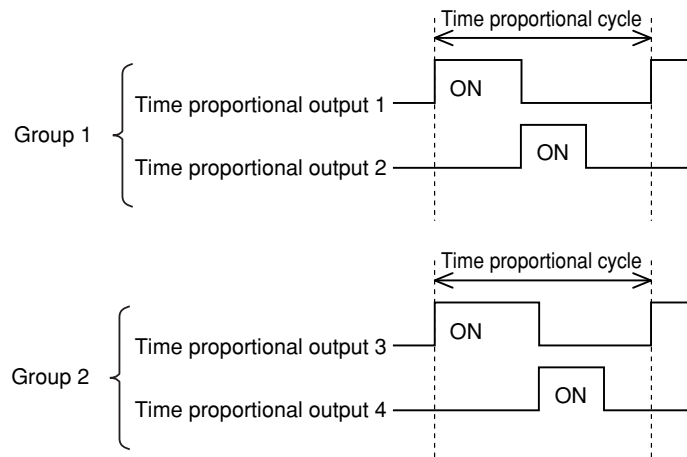 Time proportional cycle
ON
Time proportional output 1
Group 1
ON
Time proportional output 2
Time proportional cycle
ON
Time proportional output 3
Group 2
ON
Time proportional output 4